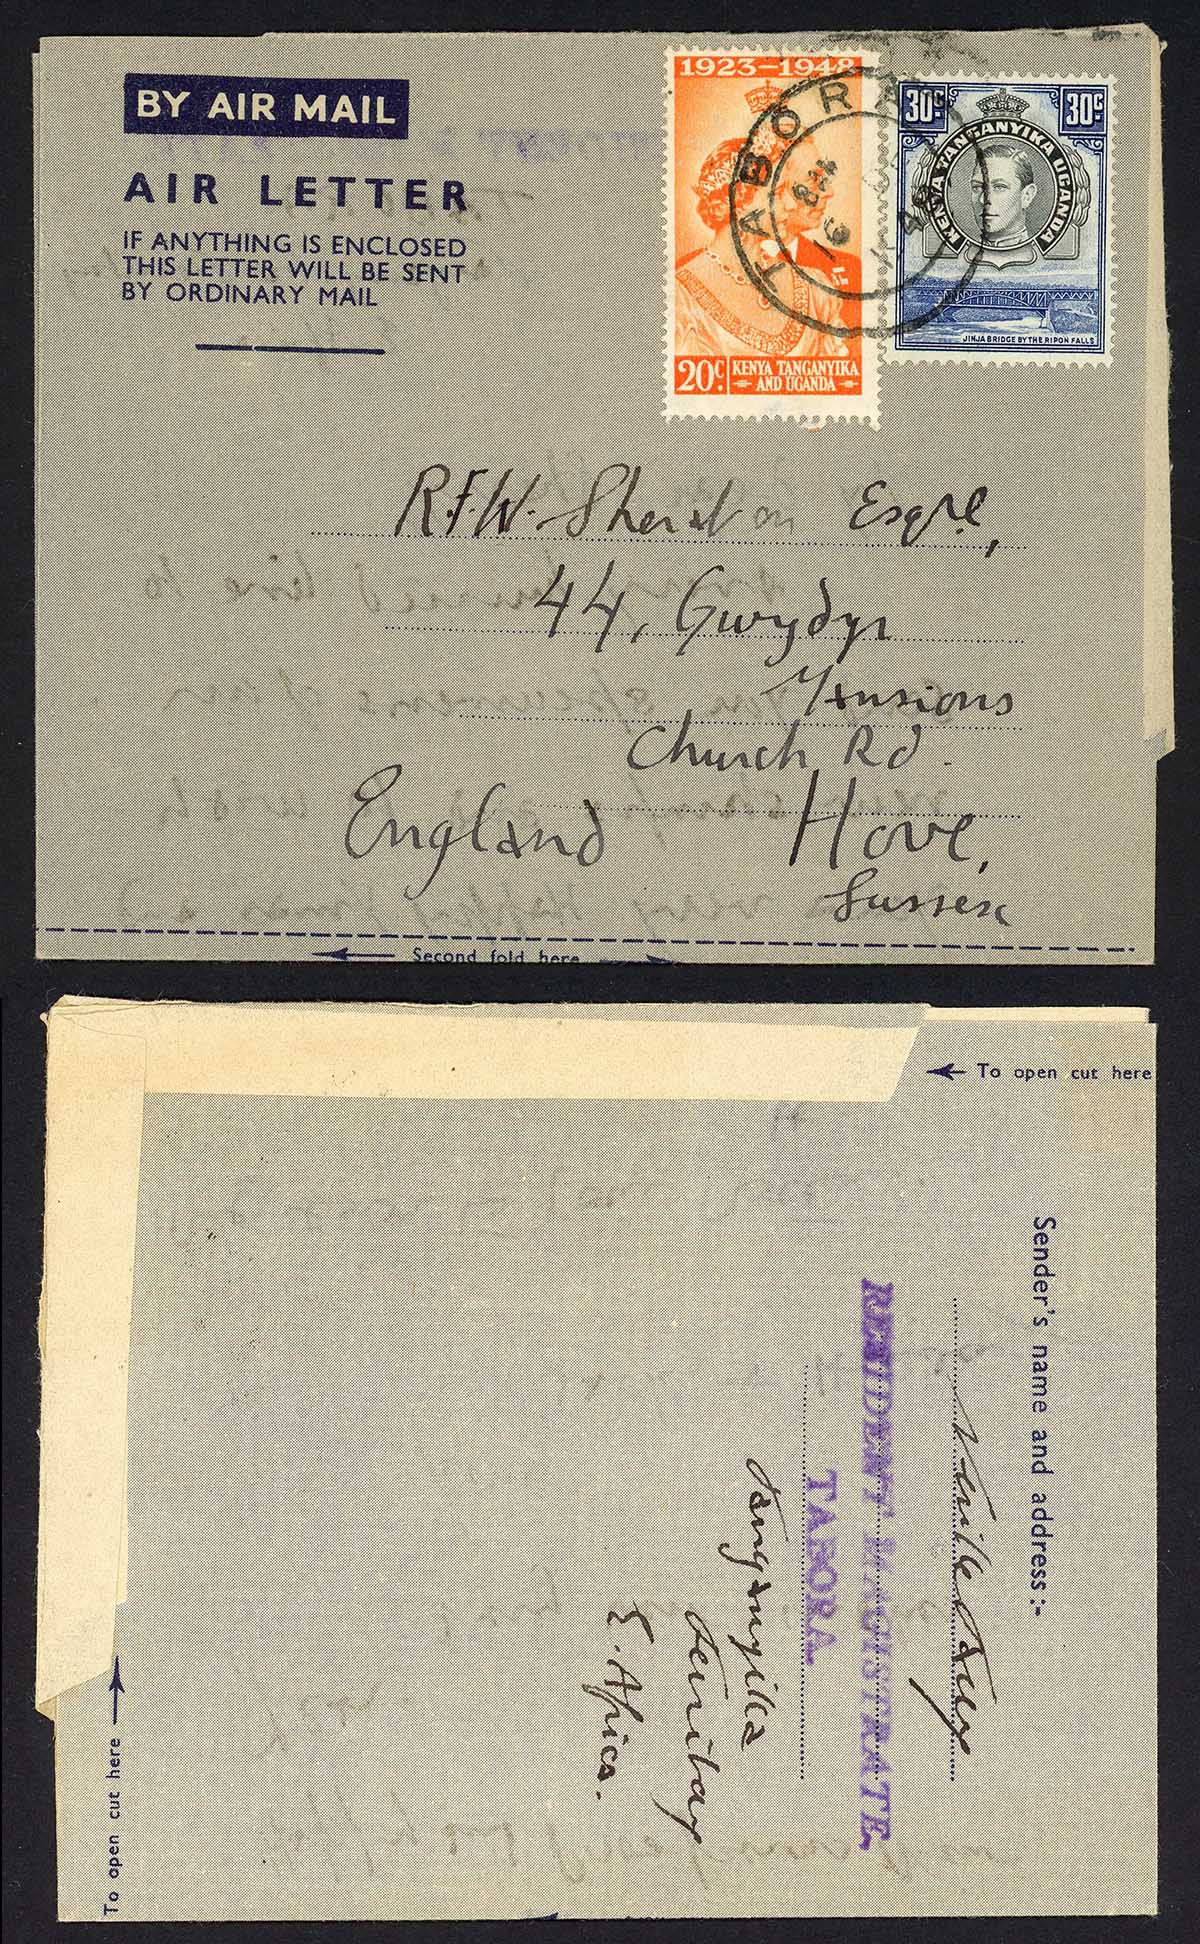 BY AIR MAIL
AIR LETTER
IF ANYTHING IS ENCLOSED
THIS LETTER WILL BE SENT
BY ORDINARY MAIL
1923–1948
20c KENYA TANGANYIKA
AND UGANDA
30c 30c
KENYA TANGANYIKA UGANDA
JINJA BRIDGE BY THE RIPON FALLS
TABORA
R.F.W. Sheraton Esqre,
44, Gwydyr
Mansions
Church Rd.
England Hove,
Sussex
Second fold here
To open cut here
Sender's name and address:-
RESIDENT MAGISTRATE
TABORA
Tanganyika
Territory
E. Africa.
To open cut here